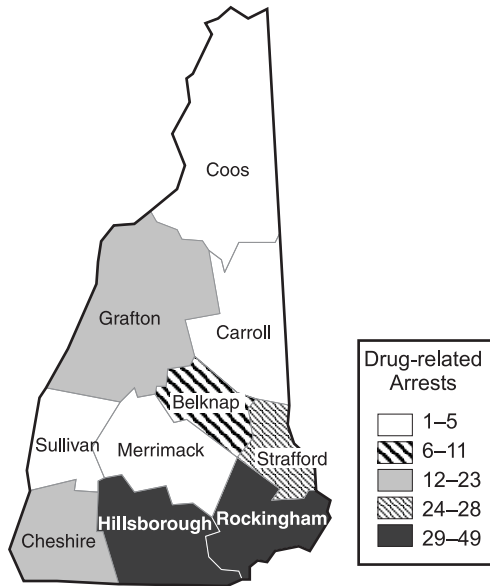 Coos
Grafton
Carroll
Belknap
Sullivan
Merrimack
Strafford
Hillsborough
Rockingham
Cheshire
Drug-related
Arrests
1–5
6–11
12–23
24–28
29–49